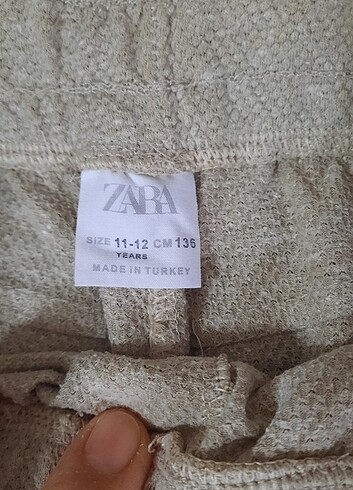 ZARA
SIZE 11-12 CM 136
YEARS
MADE IN TURKEY